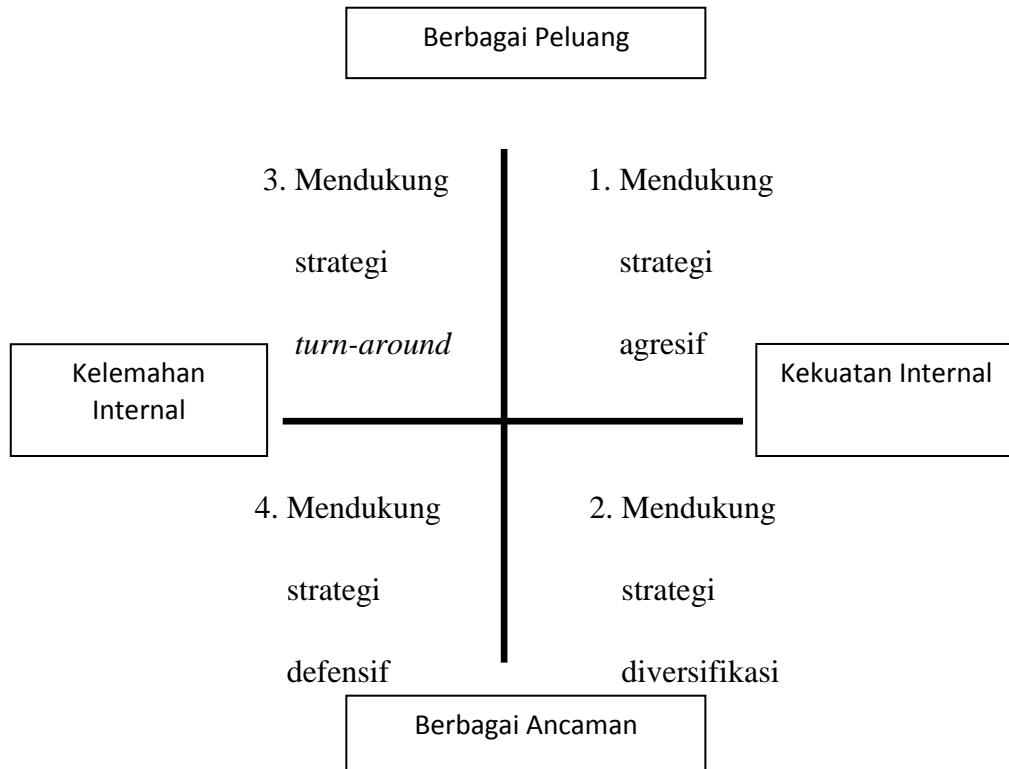 Berbagai Peluang
3. Mendukung
strategi
turn-around
1. Mendukung
strategi
agresif
Kelemahan
Internal
Kekuatan Internal
4. Mendukung
strategi
defensif
2. Mendukung
strategi
diversifikasi
Berbagai Ancaman